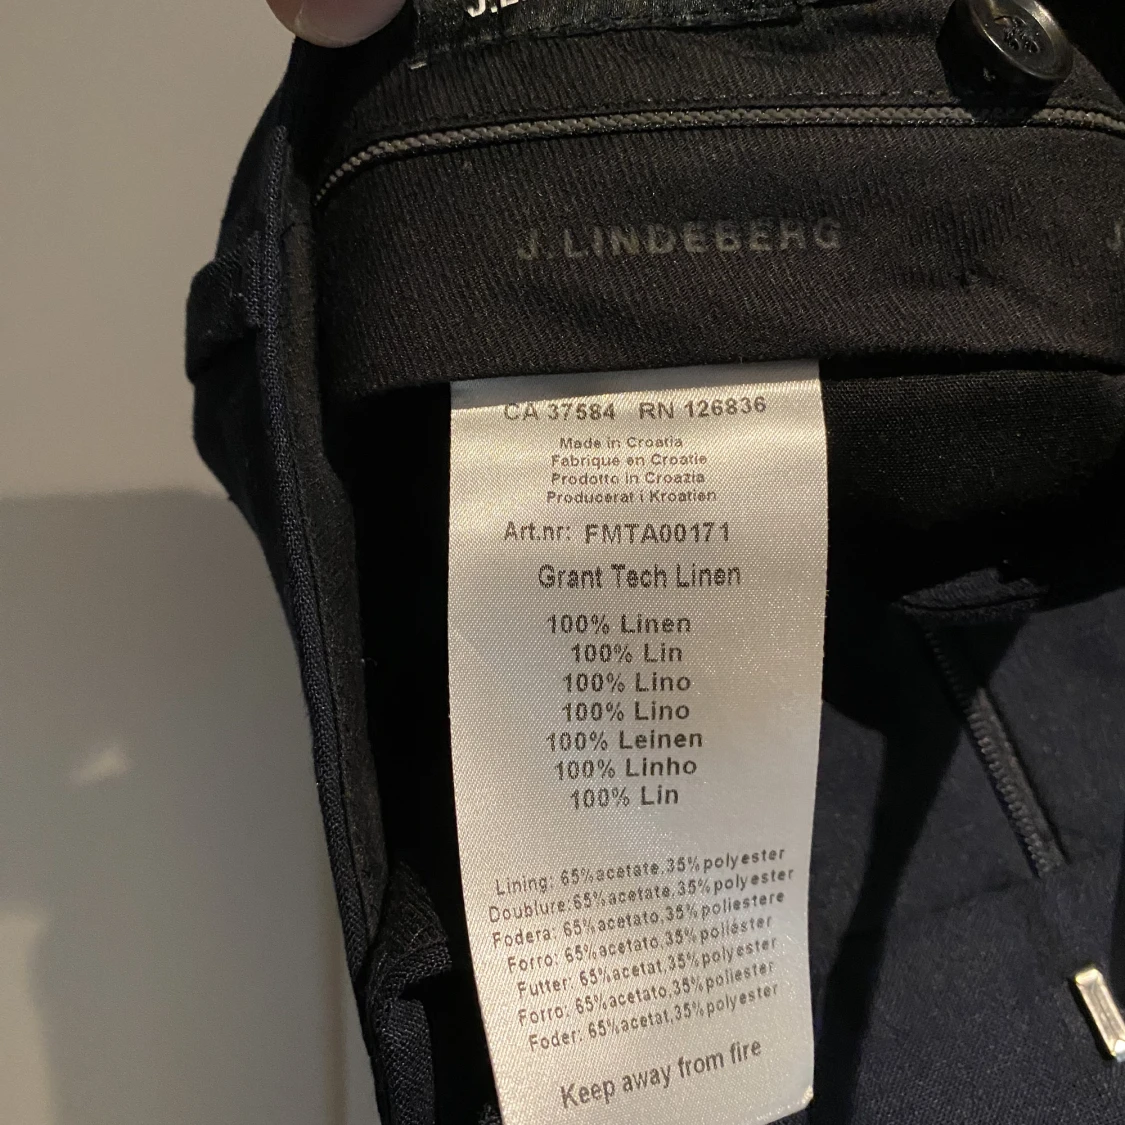 J.LINDEBERG
CA 37584 RN 126836
Made in Croatia
Fabriqué en Croatie
Prodotto in Croazia
Producerat i Kroatien
Art.nr: FMTA00171
Grant Tech Linen
100% Linen
100% Lin
100% Lino
100% Lino
100% Leinen
100% Linho
100% Lin
Lining: 65%acetate,35%polyester
Doublure:65%acetate,35%polyester
Fodera: 65%acetato,35%poliestere
Forro: 65%acetato,35%poliéster
Futter: 65%acetat,35%polyester
Forro: 65%acetato,35%poliester
Foder: 65%acetat,35%polyester
Keep away from fire